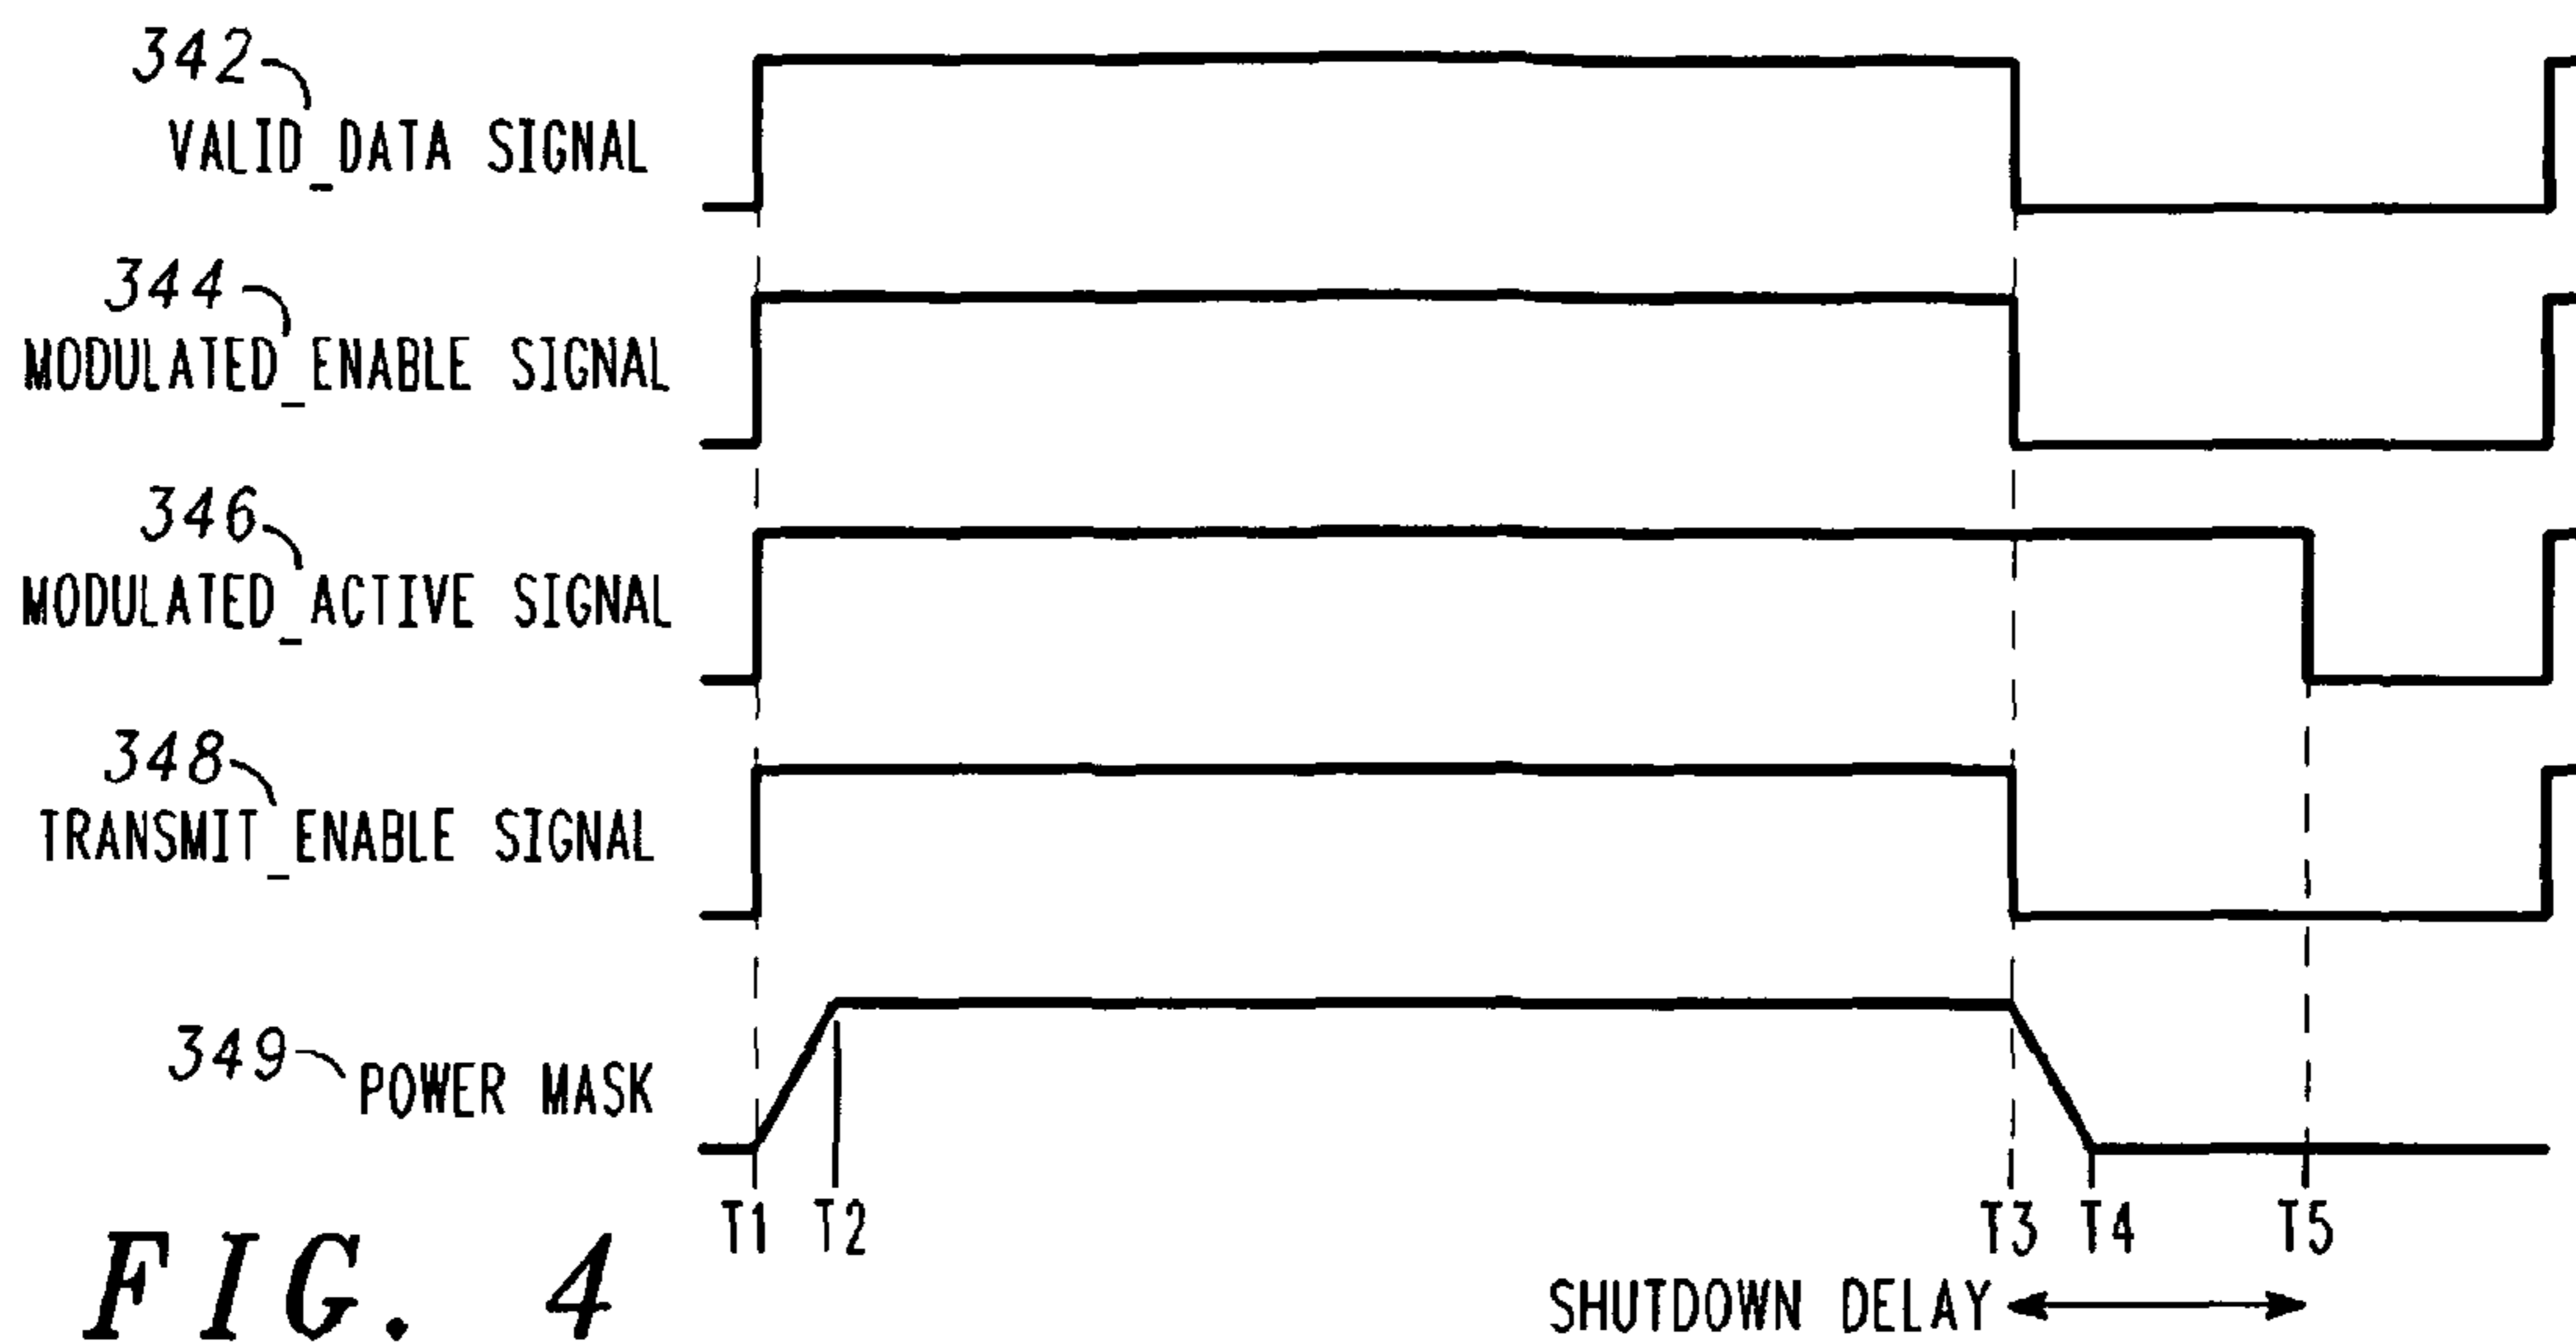 342
VALID_DATA SIGNAL
344
MODULATED_ENABLE SIGNAL
346
MODULATED_ACTIVE SIGNAL
348
TRANSMIT_ENABLE SIGNAL
349 POWER MASK
T1 T2 T3 T4 T5
SHUTDOWN DELAY
FIG. 4